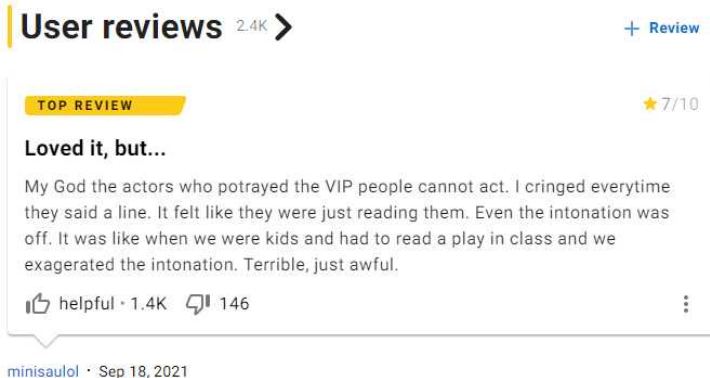 User reviews 2.4K
+ Review
TOP REVIEW
7/10
Loved it, but...
My God the actors who potrayed the VIP people cannot act. I cringed everytime
they said a line. It felt like they were just reading them. Even the intonation was
off. It was like when we were kids and had to read a play in class and we
exagerated the intonation. Terrible, just awful.
helpful · 1.4K 146
minisaulol · Sep 18, 2021